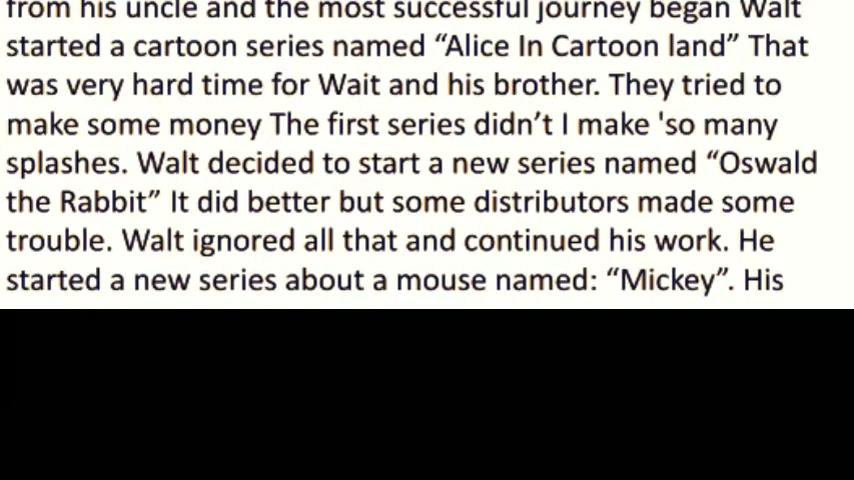 from his uncle and the most successful journey began Walt
started a cartoon series named “Alice In Cartoon land” That
was very hard time for Wait and his brother. They tried to
make some money The first series didn’t I make 'so many
splashes. Walt decided to start a new series named “Oswald
the Rabbit” It did better but some distributors made some
trouble. Walt ignored all that and continued his work. He
started a new series about a mouse named: “Mickey”. His